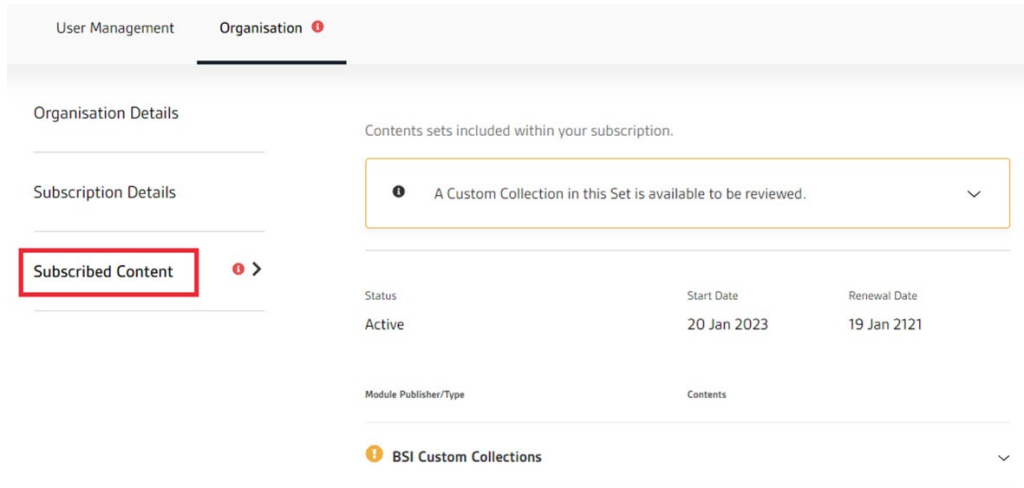 User Management Organisation
Organisation Details
Subscription Details
Subscribed Content
Contents sets included within your subscription.
A Custom Collection in this Set is available to be reviewed.
Status Start Date Renewal Date
Active 20 Jan 2023 19 Jan 2121
Module Publisher/Type Contents
BSI Custom Collections